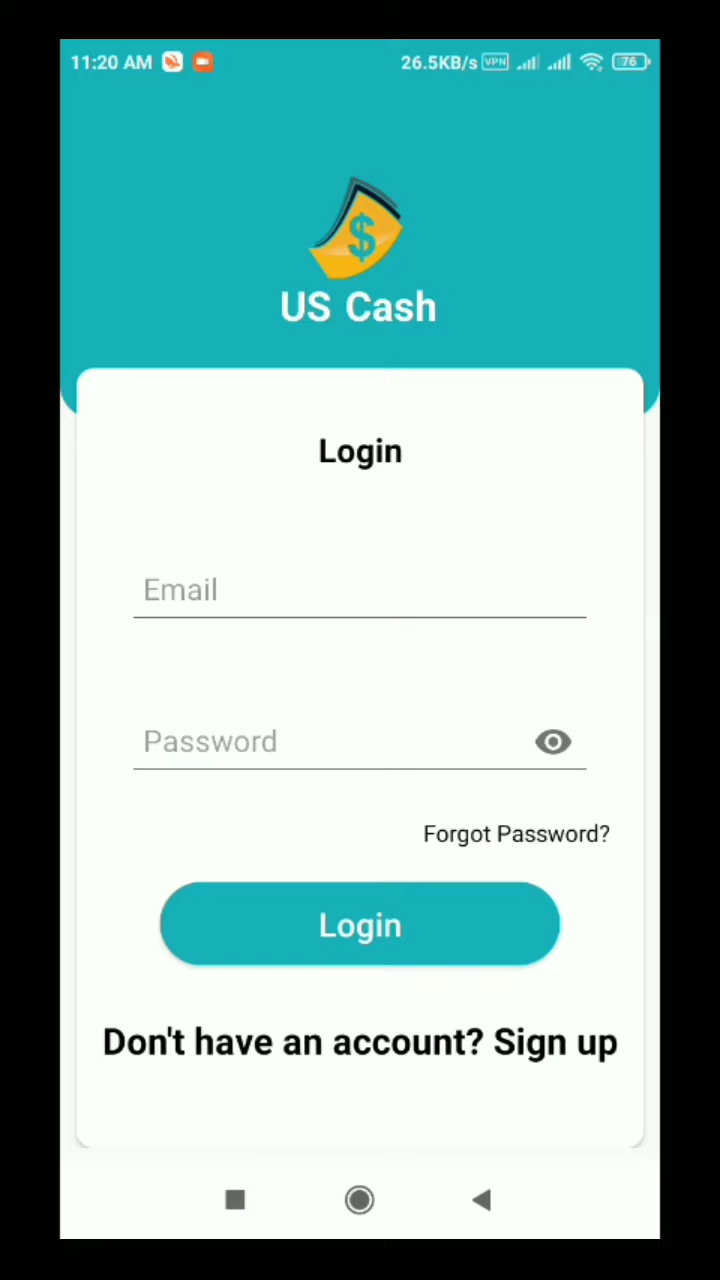 11:20 AM 26.5KB/s VPN 76
$
US Cash
Login
Email
Password
Forgot Password?
Login
Don't have an account? Sign up